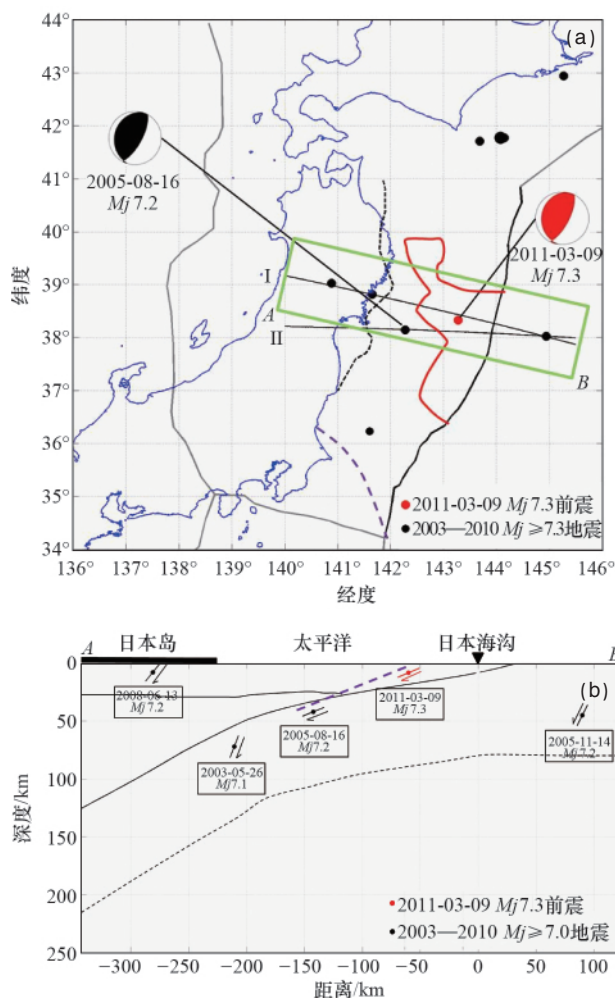 (a)
44°
43°
42°
41°
40°
39°
38°
37°
36°
35°
34°
纬度
2005-08-16
Mj 7.2
2011-03-09
Mj 7.3
I
A
II
B
2011-03-09 Mj 7.3前震
2003—2010 Mj ≥7.3地震
136° 137° 138° 139° 140° 141° 142° 143° 144° 145° 146°
经度
A 日本岛 太平洋 日本海沟
(b)
0
50
100
150
200
250
深度/km
2008-06-13
Mj 7.2
2011-03-09
Mj 7.3
2005-08-16
Mj 7.2
2003-05-26
Mj 7.1
2005-11-14
Mj 7.2
2011-03-09 Mj 7.3前震
2003—2010 Mj ≥7.0地震
−300 −250 −200 −150 −100 −50 0 50 100
距离/km